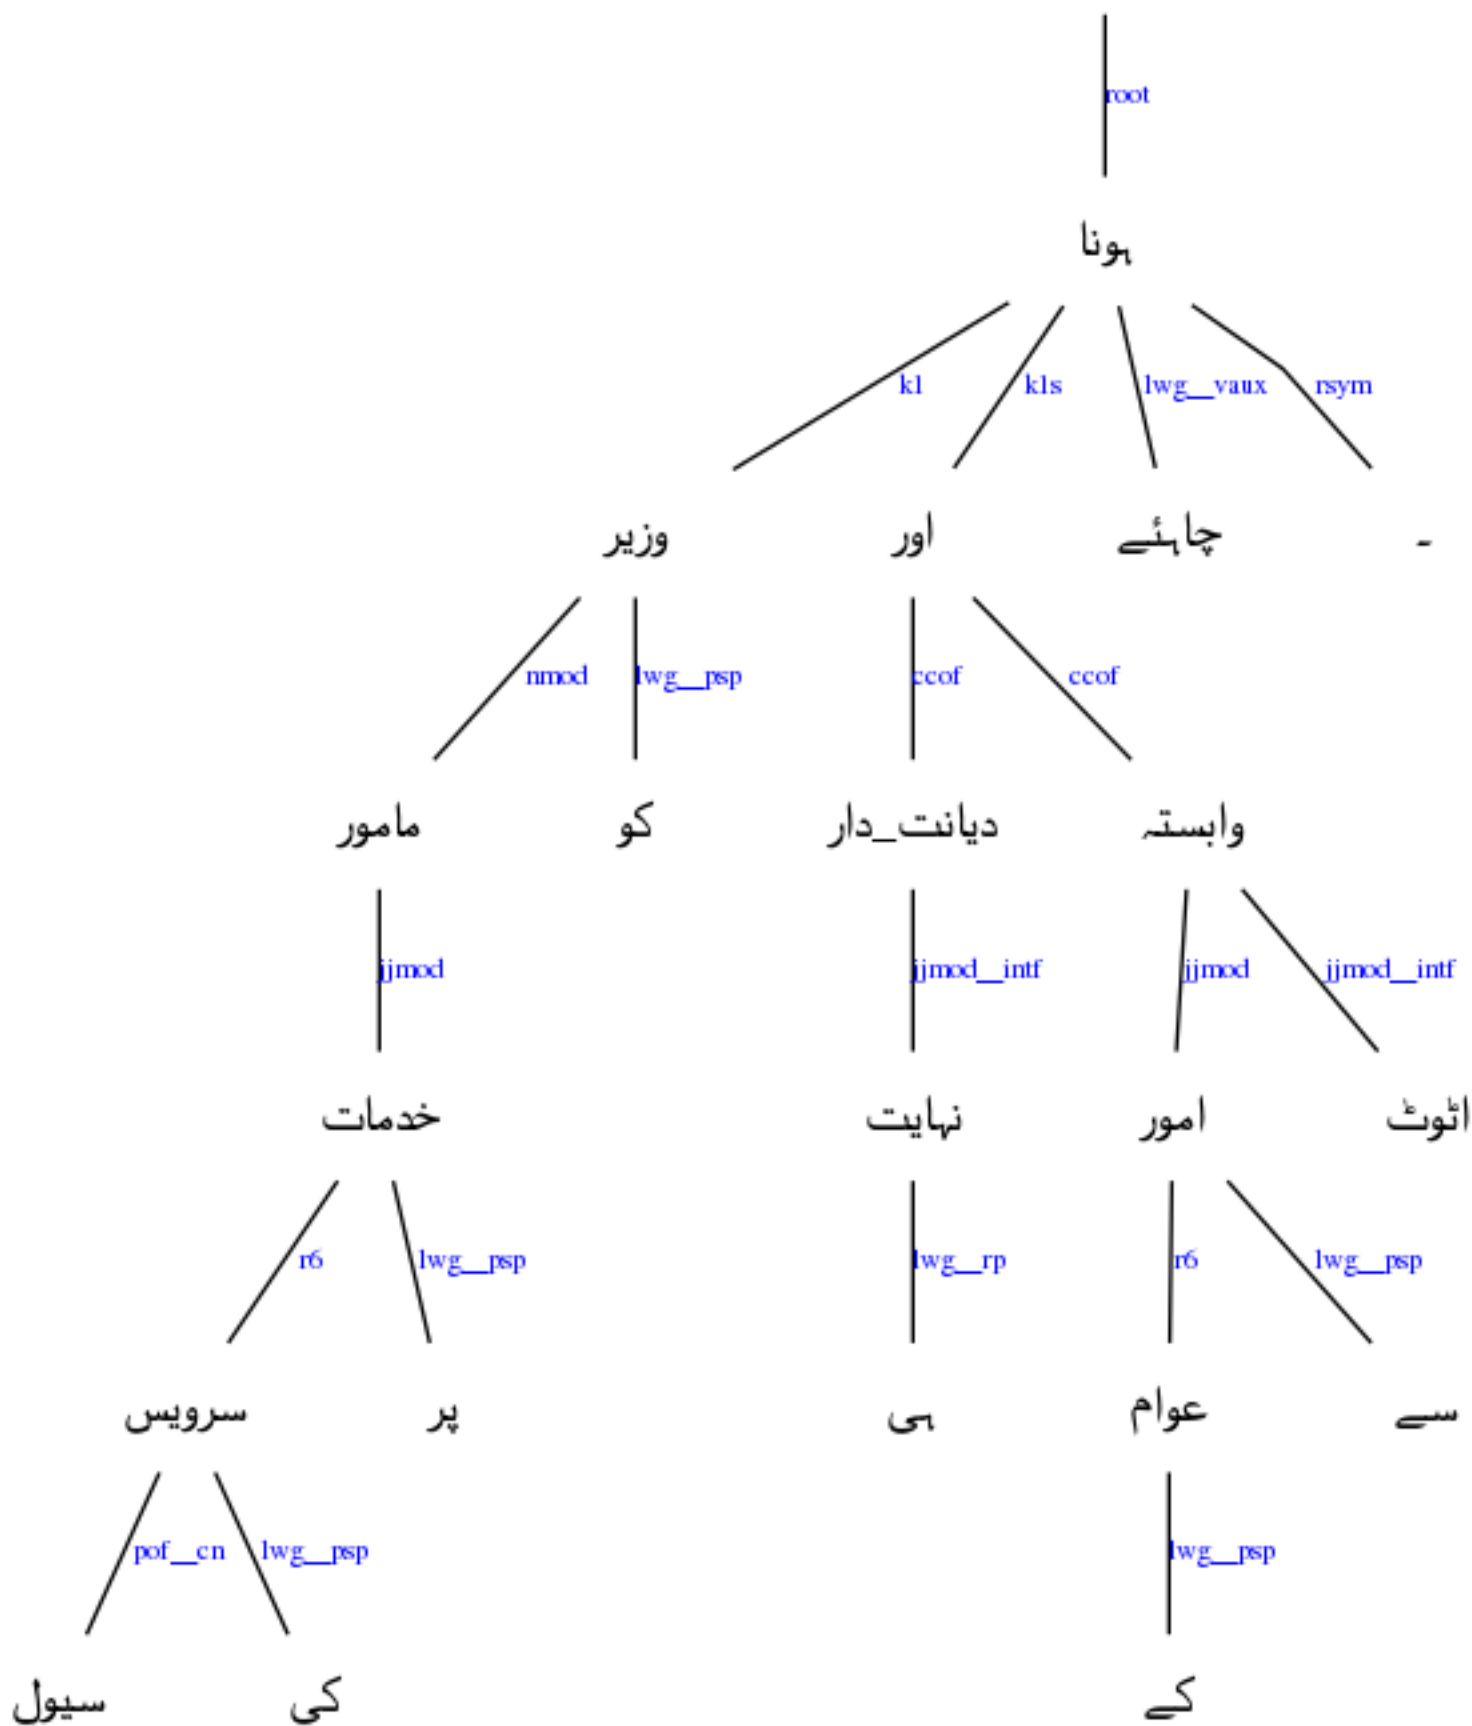 root
ہونا
k1 k1s lwg__vaux rsym
وزیر اور چاہئے ۔
nmod lwg__psp ccof ccof
مامور کو دیانت_دار وابستہ
jjmod jjmod__intf jjmod jjmod__intf
خدمات نہایت امور اٹوٹ
r6 lwg__psp lwg__rp r6 lwg__psp
سرویس پر ہی عوام سے
pof__cn lwg__psp lwg__psp
سیول کی کے